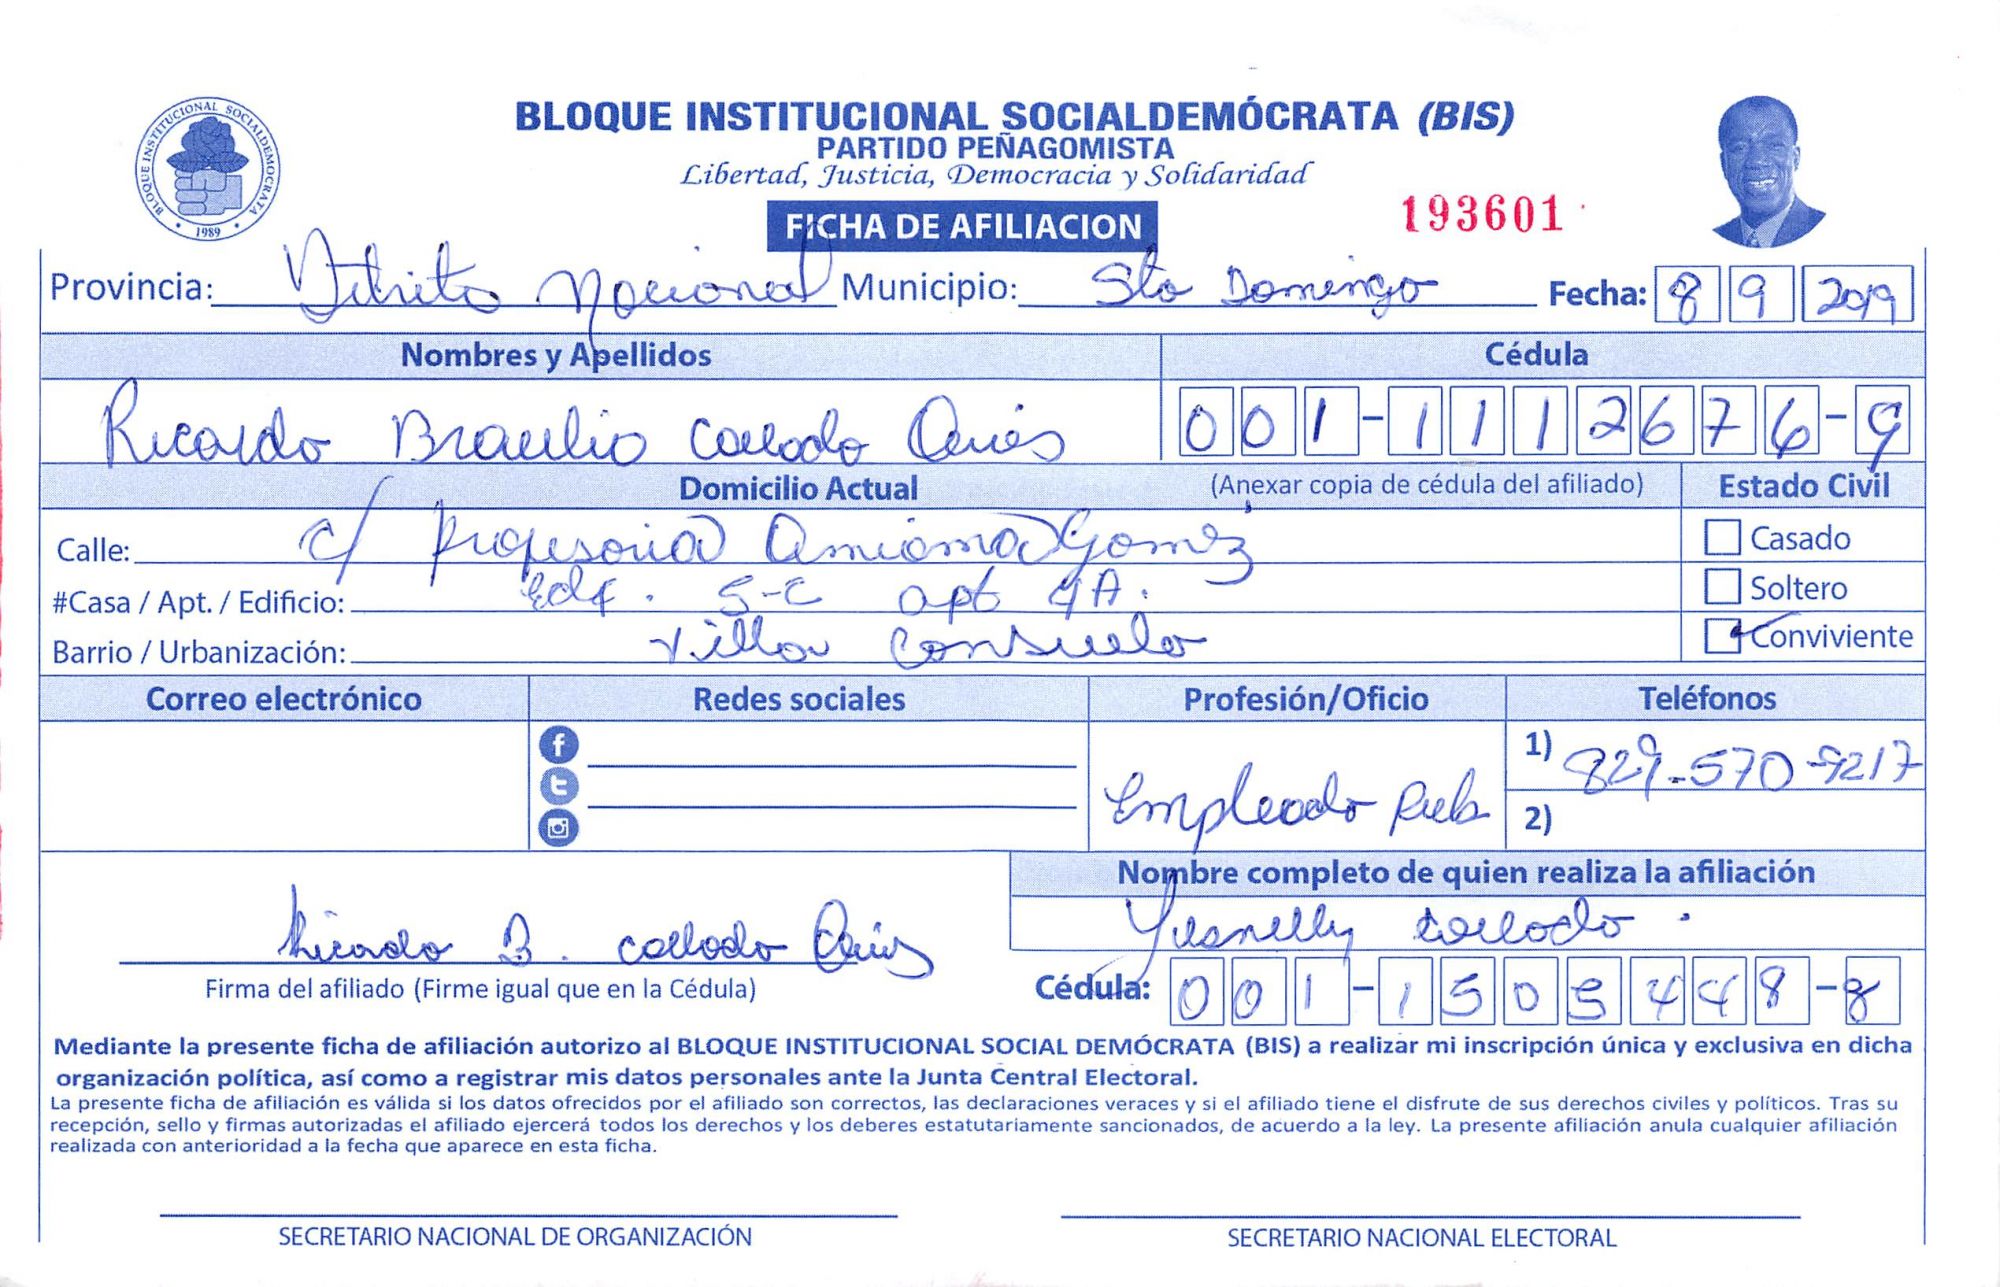 BLOQUE INSTITUCIONAL SOCIALDEMÓCRATA (BIS)
BLOQUE INSTITUCIONAL SOCIALDEMOCRATA
1989
PARTIDO PEÑAGOMISTA
Libertad, Justicia, Democracia y Solidaridad
193601
FICHA DE AFILIACION
Provincia: Nacional Municipio: Sto Domingo Fecha: 8 9 2019
Nombres y Apellidos Cédula
Ricardo Braulio Collado 001-1112676-9
Domicilio Actual (Anexar copia de cédula del afiliado) Estado Civil
Calle: c/ Profesora Amiama Gomez Casado
#Casa / Apt. / Edificio: Edf. 5-C apt 4A. Soltero
Barrio / Urbanización: Villa Consuelo Conviviente
Correo electrónico Redes sociales Profesión/Oficio Teléfonos
1) 829-570-9217
Empleado Pub
2)
Nombre completo de quien realiza la afiliación
Yusnelly Collado.
Ricardo B. Collado
Firma del afiliado (Firme igual que en la Cédula) Cédula: 001-1505448-8
Mediante la presente ficha de afiliación autorizo al BLOQUE INSTITUCIONAL SOCIAL DEMÓCRATA (BIS) a realizar mi inscripción única y exclusiva en dicha
organización política, así como a registrar mis datos personales ante la Junta Central Electoral.
La presente ficha de afiliación es válida si los datos ofrecidos por el afiliado son correctos, las declaraciones veraces y si el afiliado tiene el disfrute de sus derechos civiles y políticos. Tras su
recepción, sello y firmas autorizadas el afiliado ejercerá todos los derechos y los deberes estatutariamente sancionados, de acuerdo a la ley. La presente afiliación anula cualquier afiliación
realizada con anterioridad a la fecha que aparece en esta ficha.
SECRETARIO NACIONAL DE ORGANIZACIÓN SECRETARIO NACIONAL ELECTORAL